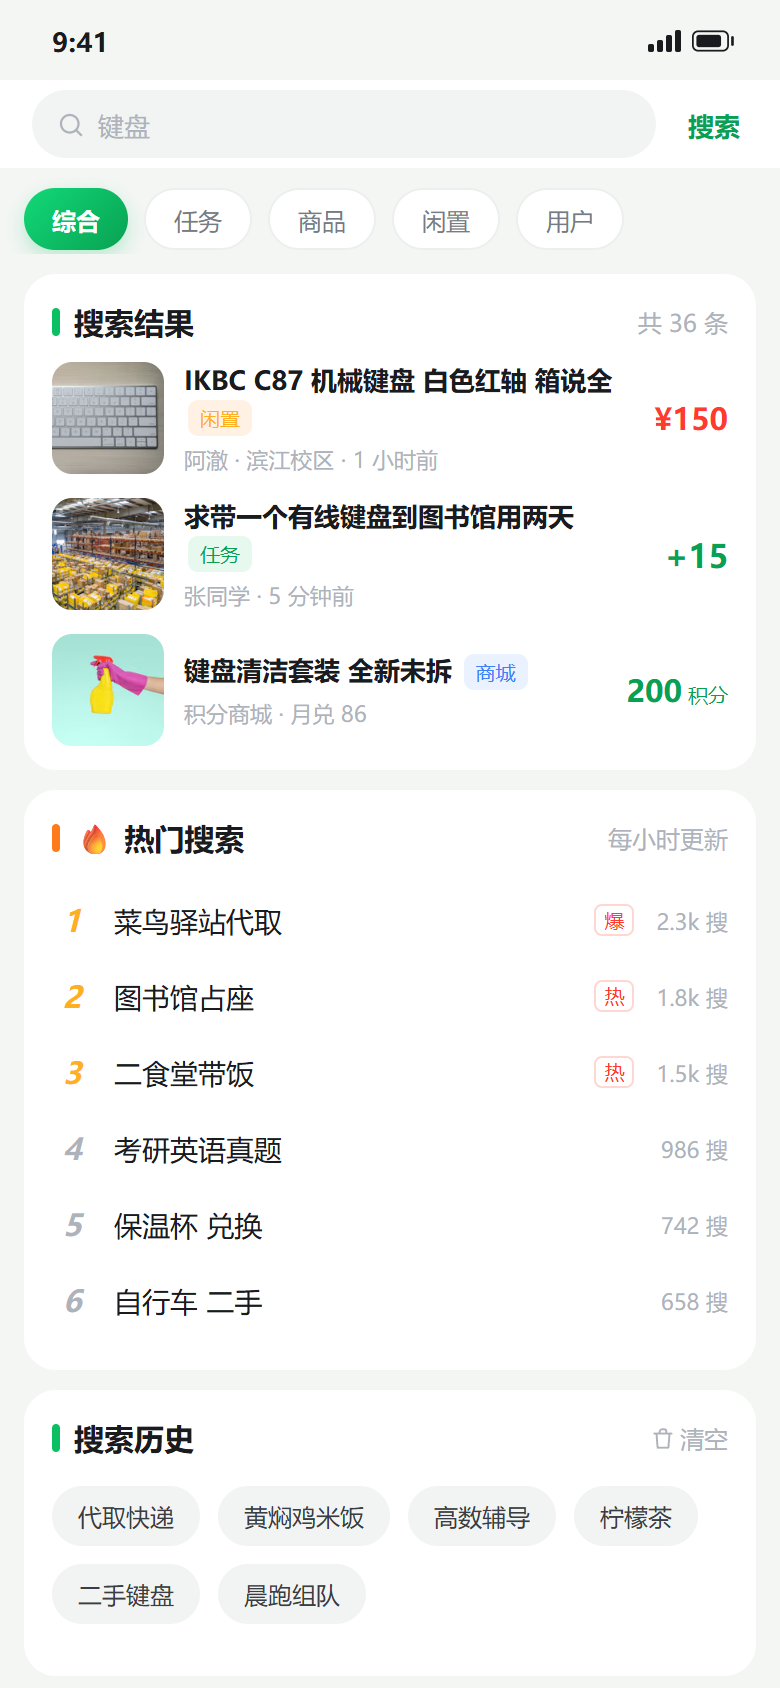 9:41
键盘
搜索
综合 任务 商品 闲置 用户
搜索结果 共 36 条
IKBC C87 机械键盘 白色红轴 箱说全
闲置
¥150
阿澈 · 滨江校区 · 1 小时前
求带一个有线键盘到图书馆用两天
任务
+15
张同学 · 5 分钟前
键盘清洁套装 全新未拆 商城
200 积分
积分商城 · 月兑 86
热门搜索 每小时更新
1 菜鸟驿站代取 爆 2.3k 搜
2 图书馆占座 热 1.8k 搜
3 二食堂带饭 热 1.5k 搜
4 考研英语真题 986 搜
5 保温杯 兑换 742 搜
6 自行车 二手 658 搜
搜索历史 清空
代取快递 黄焖鸡米饭 高数辅导 柠檬茶
二手键盘 晨跑组队